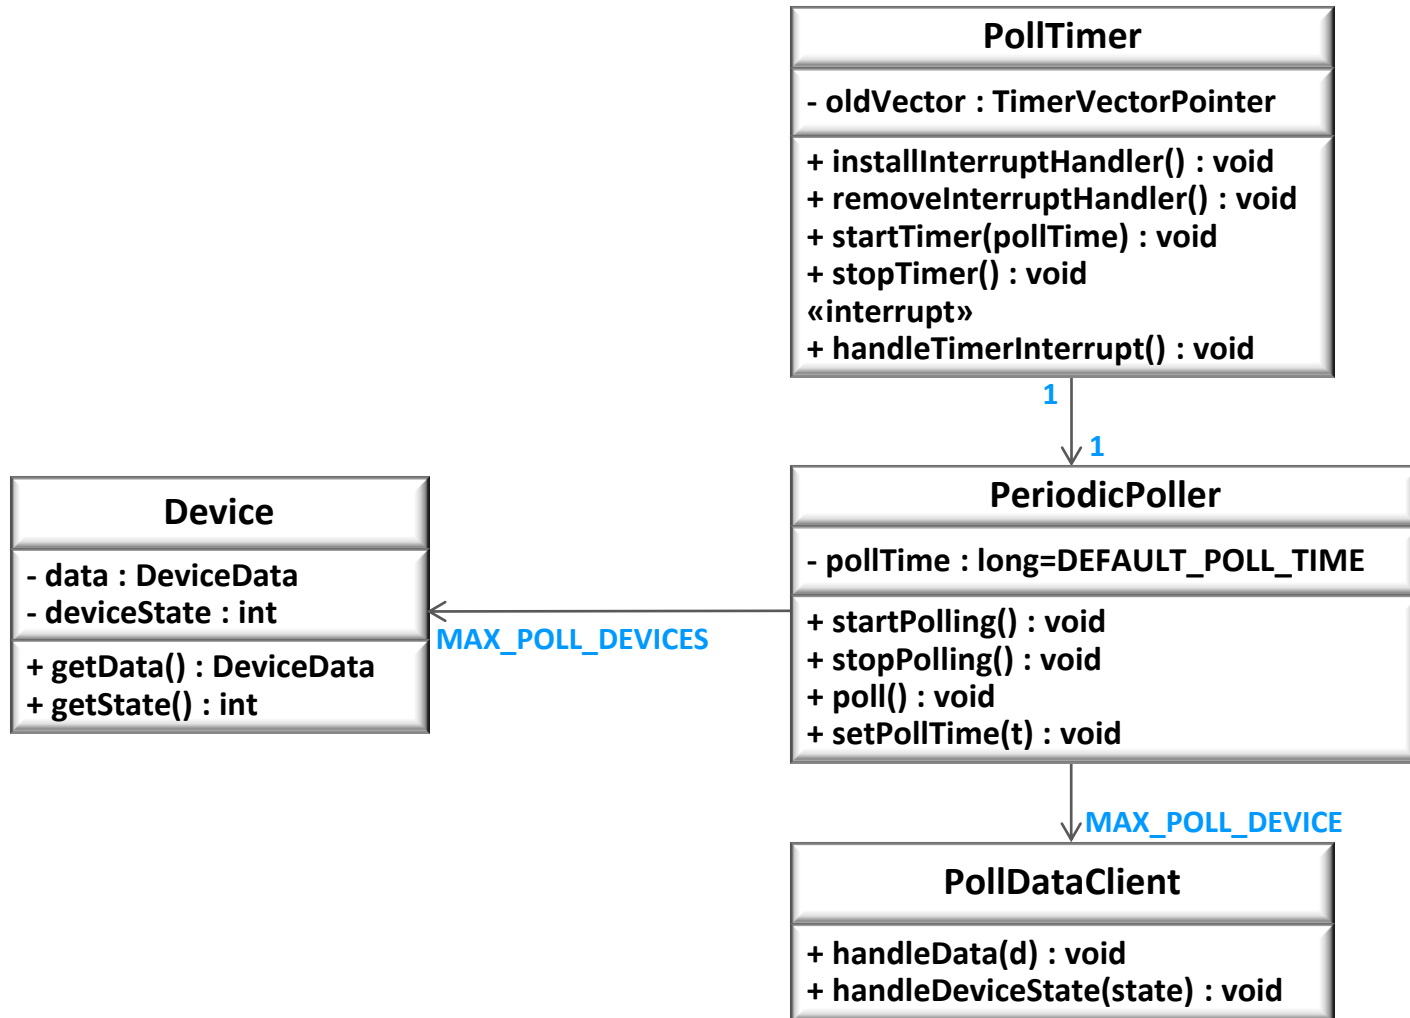 PollTimer
- oldVector : TimerVectorPointer
+ installInterruptHandler() : void
+ removeInterruptHandler() : void
+ startTimer(pollTime) : void
+ stopTimer() : void
«interrupt»
+ handleTimerInterrupt() : void
1
1
Device
- data : DeviceData
- deviceState : int
+ getData() : DeviceData
+ getState() : int
MAX_POLL_DEVICES
PeriodicPoller
- pollTime : long=DEFAULT_POLL_TIME
+ startPolling() : void
+ stopPolling() : void
+ poll() : void
+ setPollTime(t) : void
MAX_POLL_DEVICE
PollDataClient
+ handleData(d) : void
+ handleDeviceState(state) : void